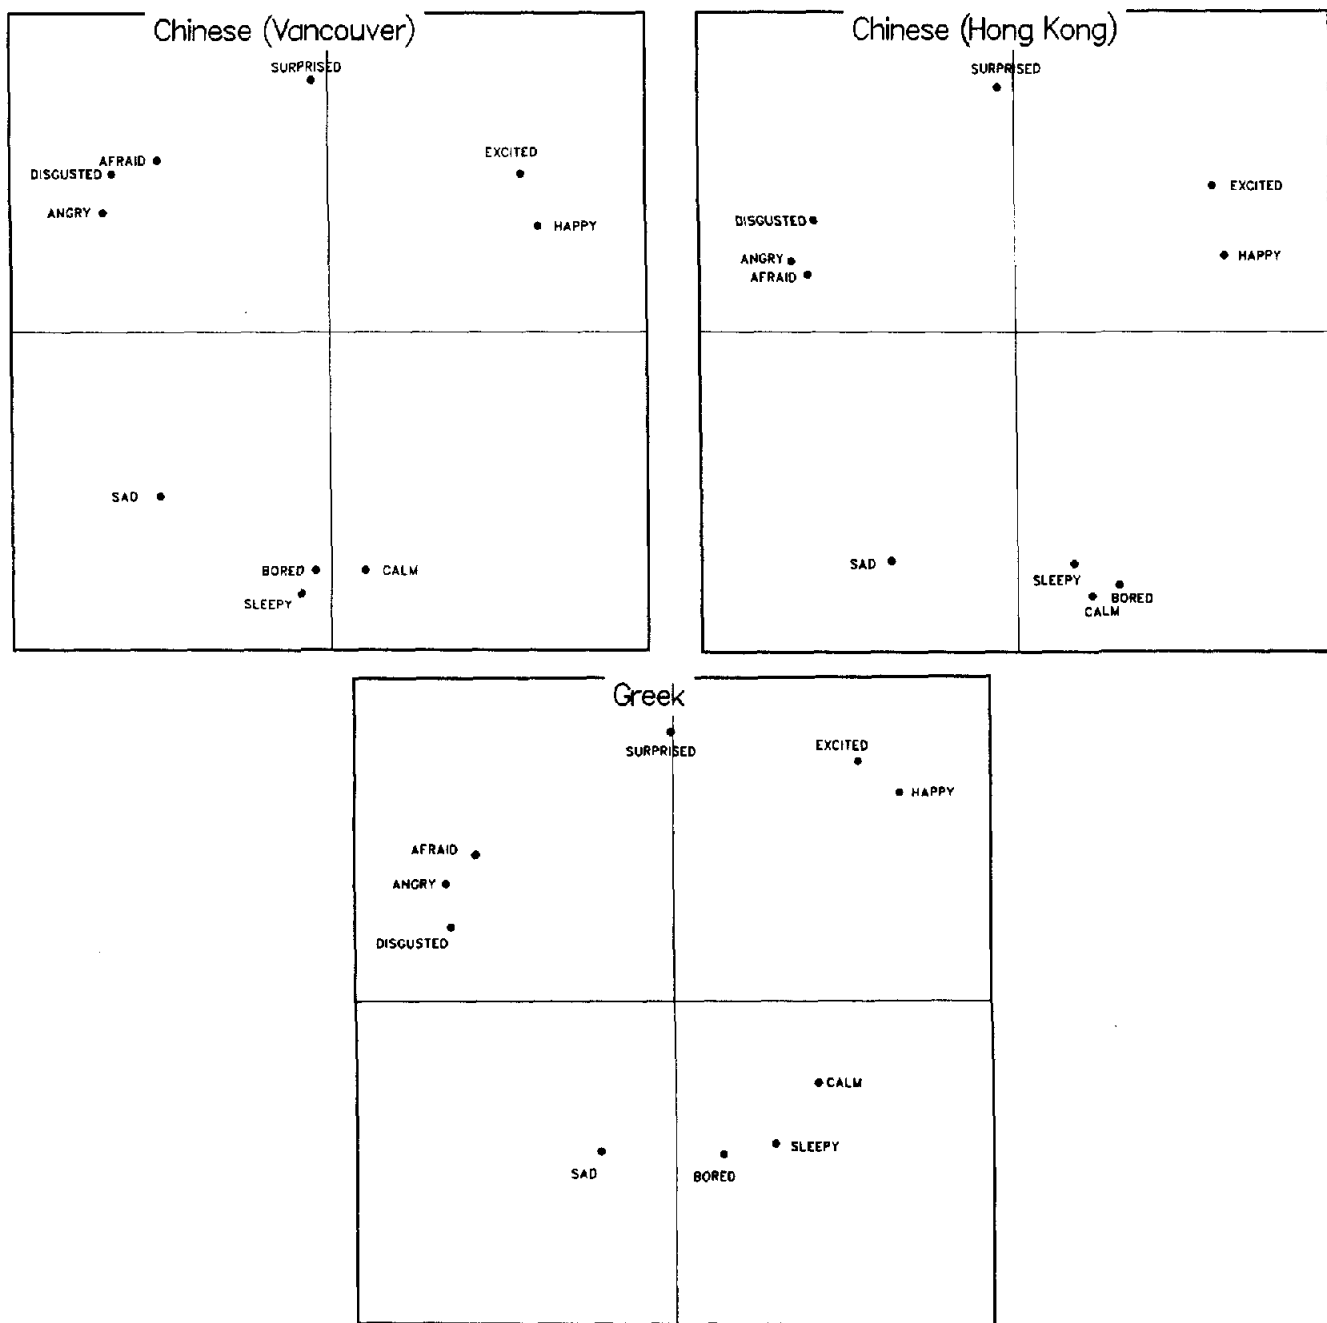 Chinese (Vancouver)
SURPRISED
AFRAID
EXCITED
DISGUSTED
ANGRY
HAPPY
SAD
BORED
CALM
SLEEPY
Chinese (Hong Kong)
SURPRISED
EXCITED
DISGUSTED
ANGRY
HAPPY
AFRAID
SAD
SLEEPY
BORED
CALM
Greek
SURPRISED
EXCITED
HAPPY
AFRAID
ANGRY
DISGUSTED
CALM
SLEEPY
SAD
BORED